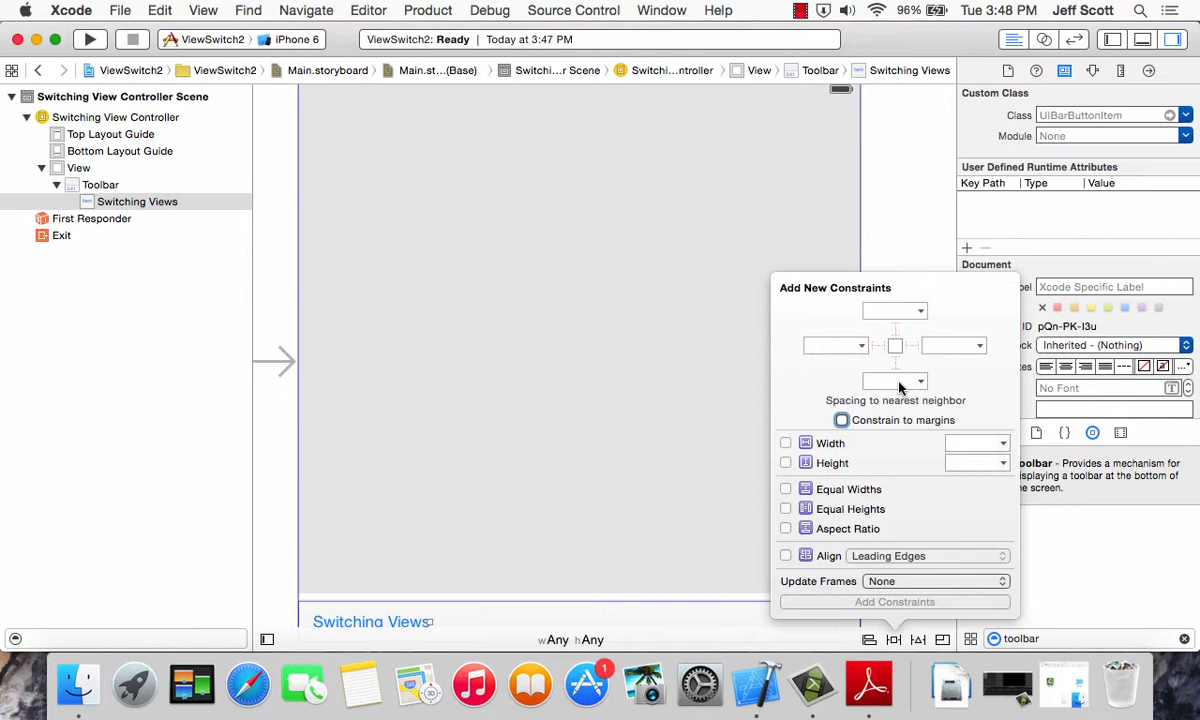 Xcode File Edit View Find Navigate Editor Product Debug Source Control Window Help 96% Tue 3:48 PM Jeff Scott
ViewSwitch2 iPhone 6 ViewSwitch2: Ready | Today at 3:47 PM
ViewSwitch2 ViewSwitch2 Main.storyboard Main.st...(Base) Switchi...r Scene Switchi...ntroller View Toolbar Switching Views
Switching View Controller Scene
Switching View Controller
Top Layout Guide
Bottom Layout Guide
View
Toolbar
Switching Views
First Responder
Exit
Switching Views
wAny hAny
Add New Constraints
Spacing to nearest neighbor
Constrain to margins
Width
Height
Equal Widths
Equal Heights
Aspect Ratio
Align Leading Edges
Update Frames None
Add Constraints
Custom Class
Class UIBarButtonItem
Module None
User Defined Runtime Attributes
Key Path Type Value
Document
Xcode Specific Label
ID pQn-PK-I3u
Inherited - (Nothing)
No Font
oolbar - Provides a mechanism for
displaying a toolbar at the bottom of
the screen.
toolbar
1